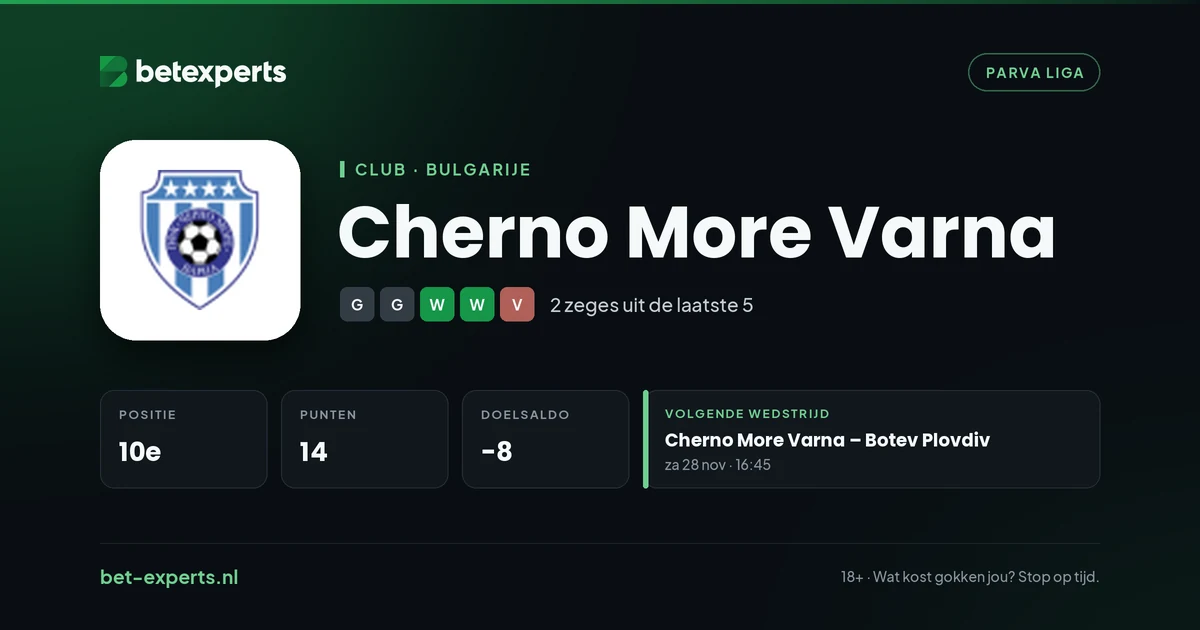 betexperts
PARVA LIGA
CLUB · BULGARIJE
Cherno More Varna
G G W W V 2 zeges uit de laatste 5
POSITIE
10e
PUNTEN
14
DOELSALDO
-8
VOLGENDE WEDSTRIJD
Cherno More Varna – Botev Plovdiv
za 28 nov · 16:45
bet-experts.nl
18+ · Wat kost gokken jou? Stop op tijd.